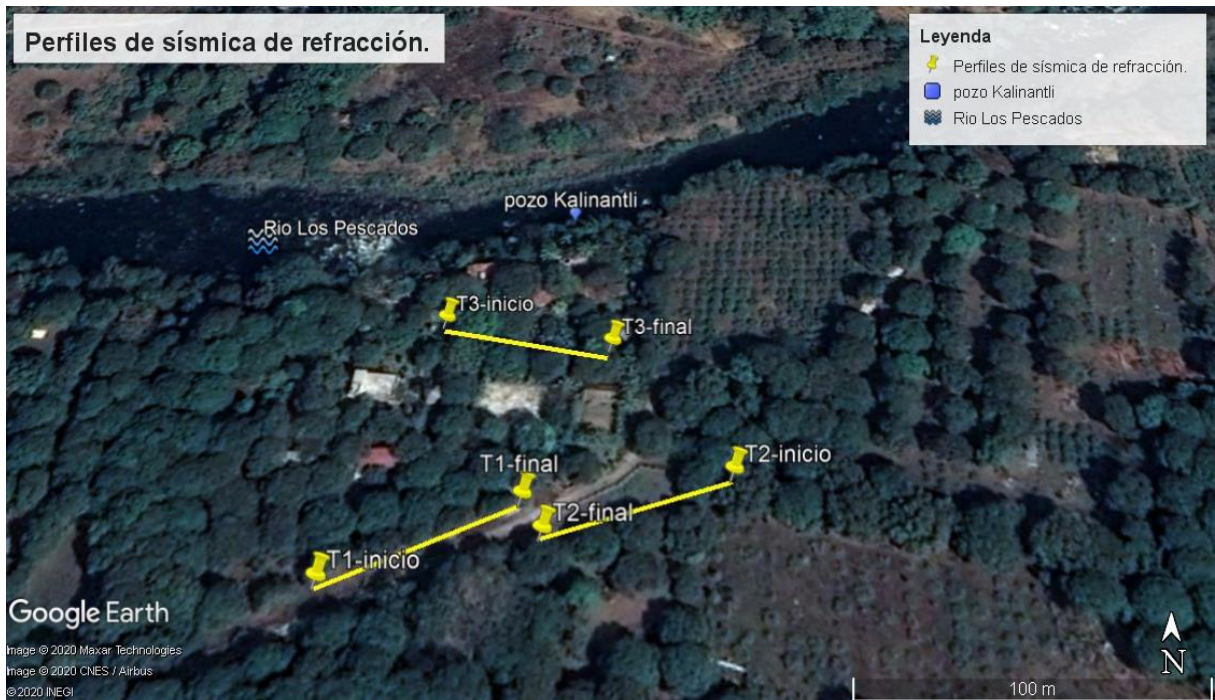 Perfiles de sísmica de refracción.
Leyenda
Perfiles de sísmica de refracción.
pozo Kalinantli
Rio Los Pescados
pozo Kalinantli
Rio Los Pescados
T3-inicio
T3-final
T2-inicio
T1-final
T2-final
T1-inicio
Google Earth
Image © 2020 Maxar Technologies
Image © 2020 CNES / Airbus
© 2020 INEGI
N
100 m